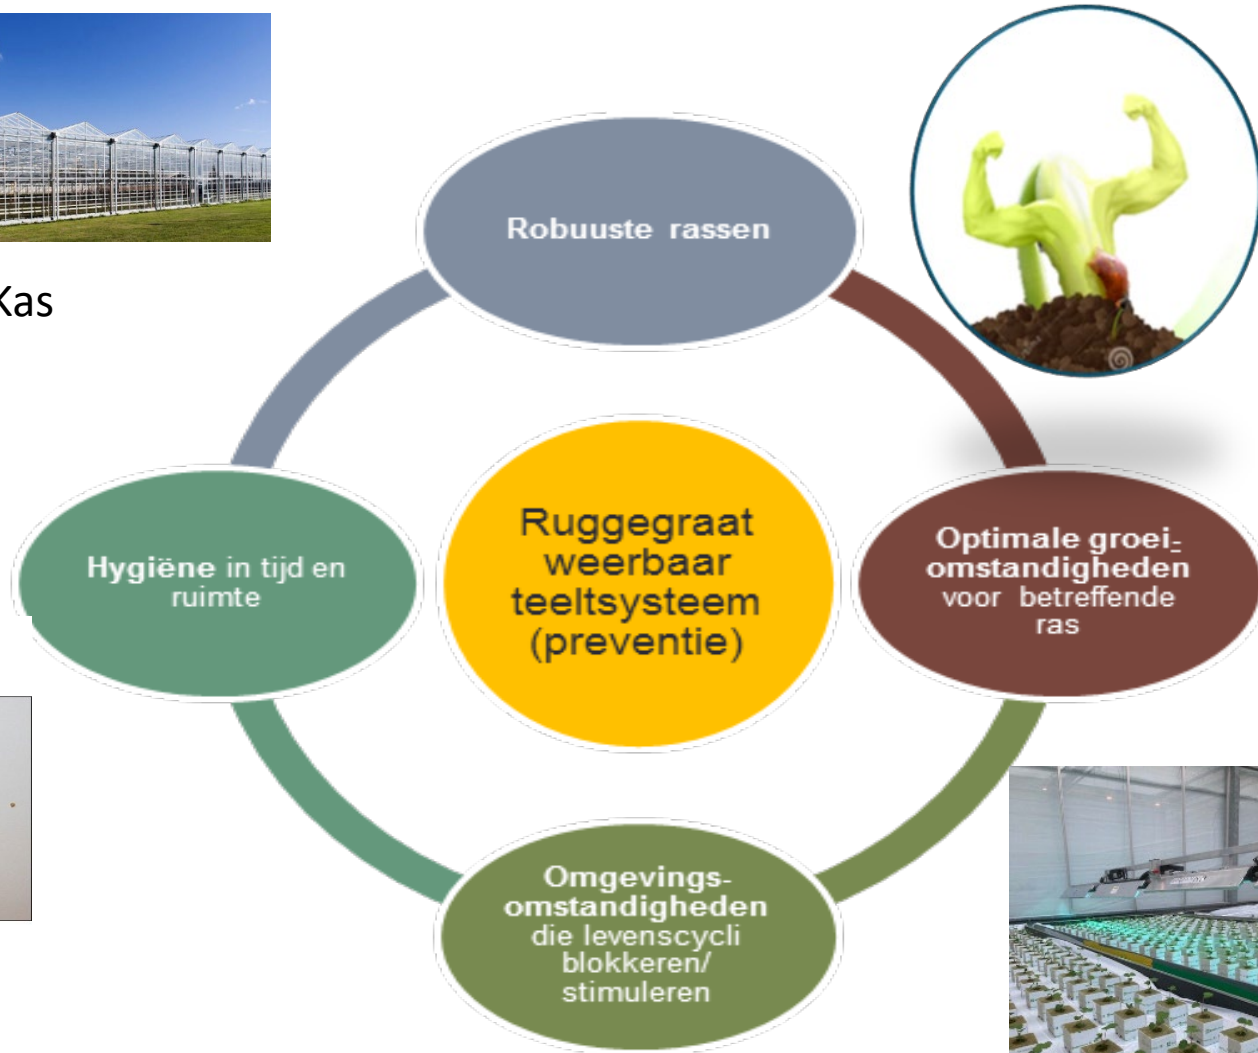 Robuuste rassen
Kas
Optimale groei-
omstandigheden
voor betreffende
ras
Ruggegraat
weerbaar
teeltsysteem
(preventie)
Hygiëne in tijd en
ruimte
Omgevings-
omstandigheden
die levenscycli
blokkeren/
stimuleren